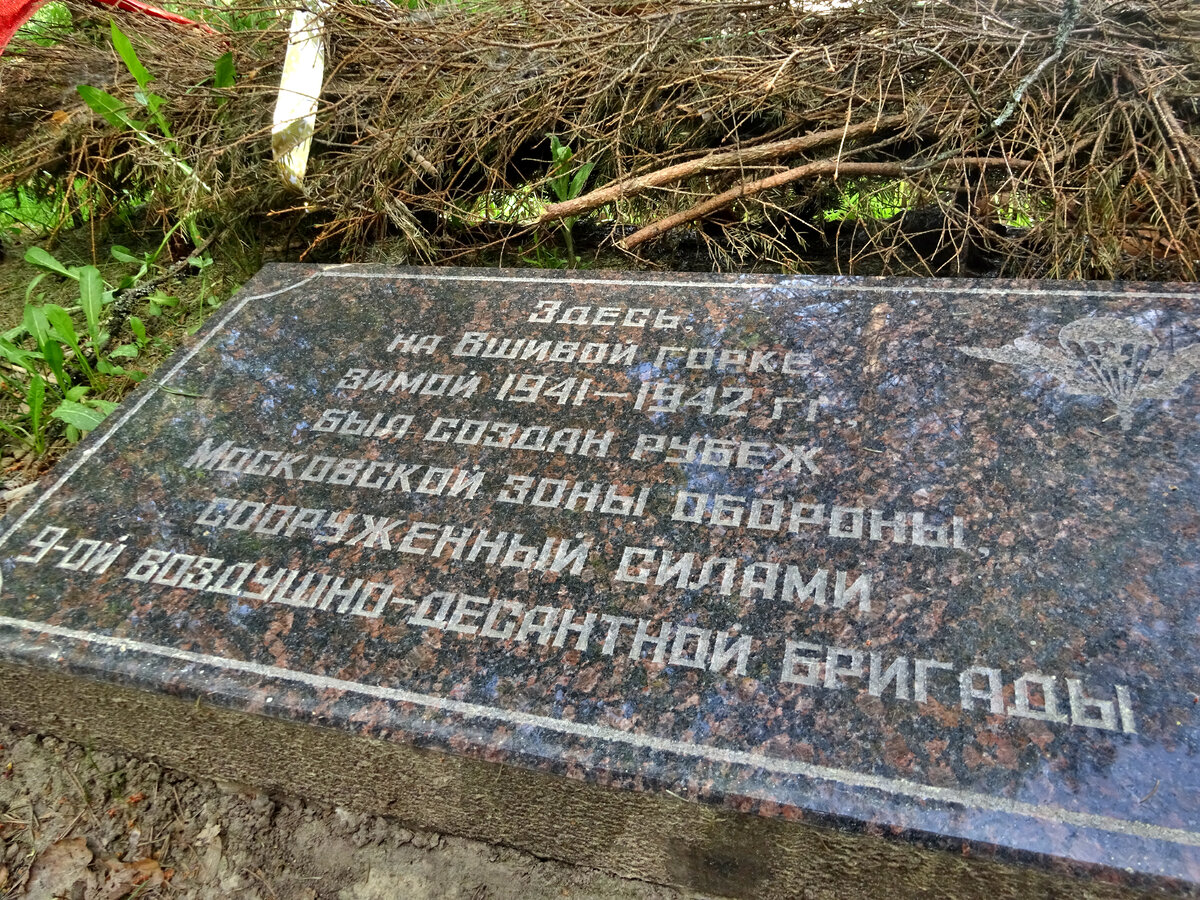 Здесь,
на Вшивой горке,
зимой 1941–1942 гг.,
был создан рубеж
Московской зоны обороны,
сооруженный силами
9-ой воздушно-десантной бригады